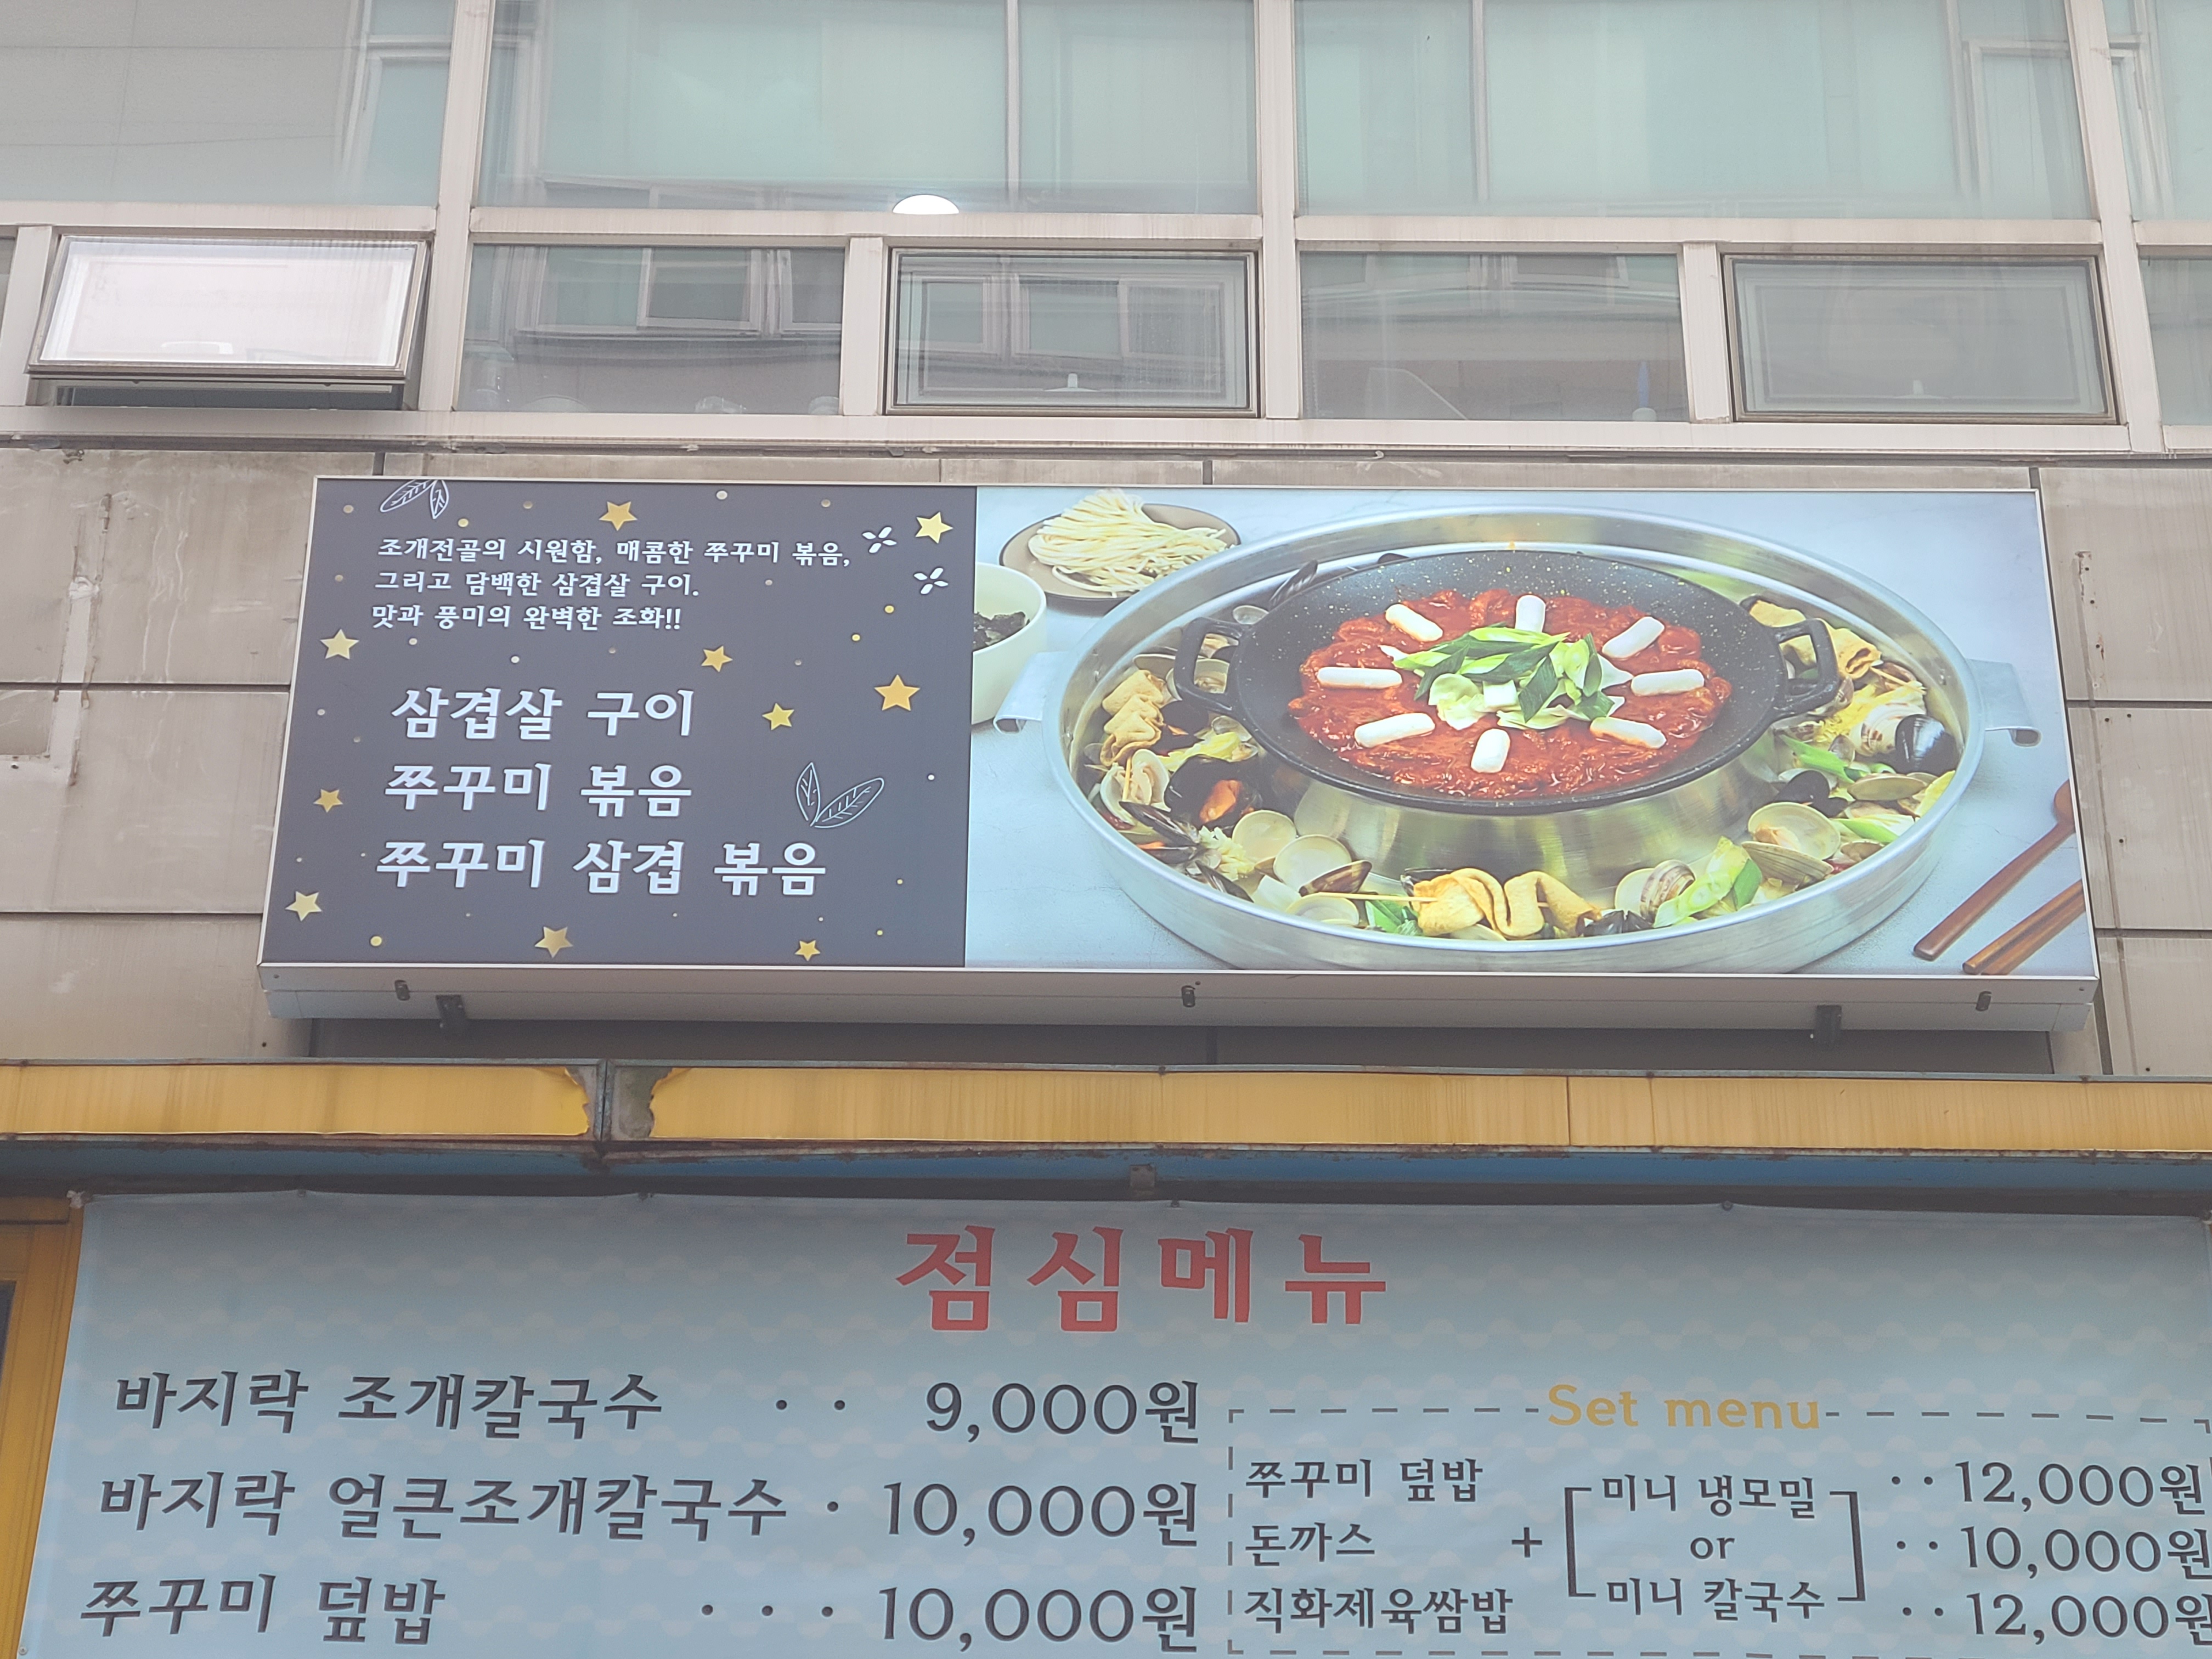 조개전골의 시원함, 매콤한 쭈꾸미 볶음,
그리고 담백한 삼겹살 구이.
맛과 풍미의 완벽한 조화!!
삼겹살 구이
쭈꾸미 볶음
쭈꾸미 삼겹 볶음
점심메뉴
바지락 조개칼국수 ·· 9,000원
바지락 얼큰조개칼국수 · 10,000원
쭈꾸미 덮밥 ··· 10,000원
Set menu
쭈꾸미 덮밥
돈까스
직화제육쌈밥
+
[미니 냉모밀
or
미니 칼국수]
·· 12,000원
·· 10,000원
·· 12,000원